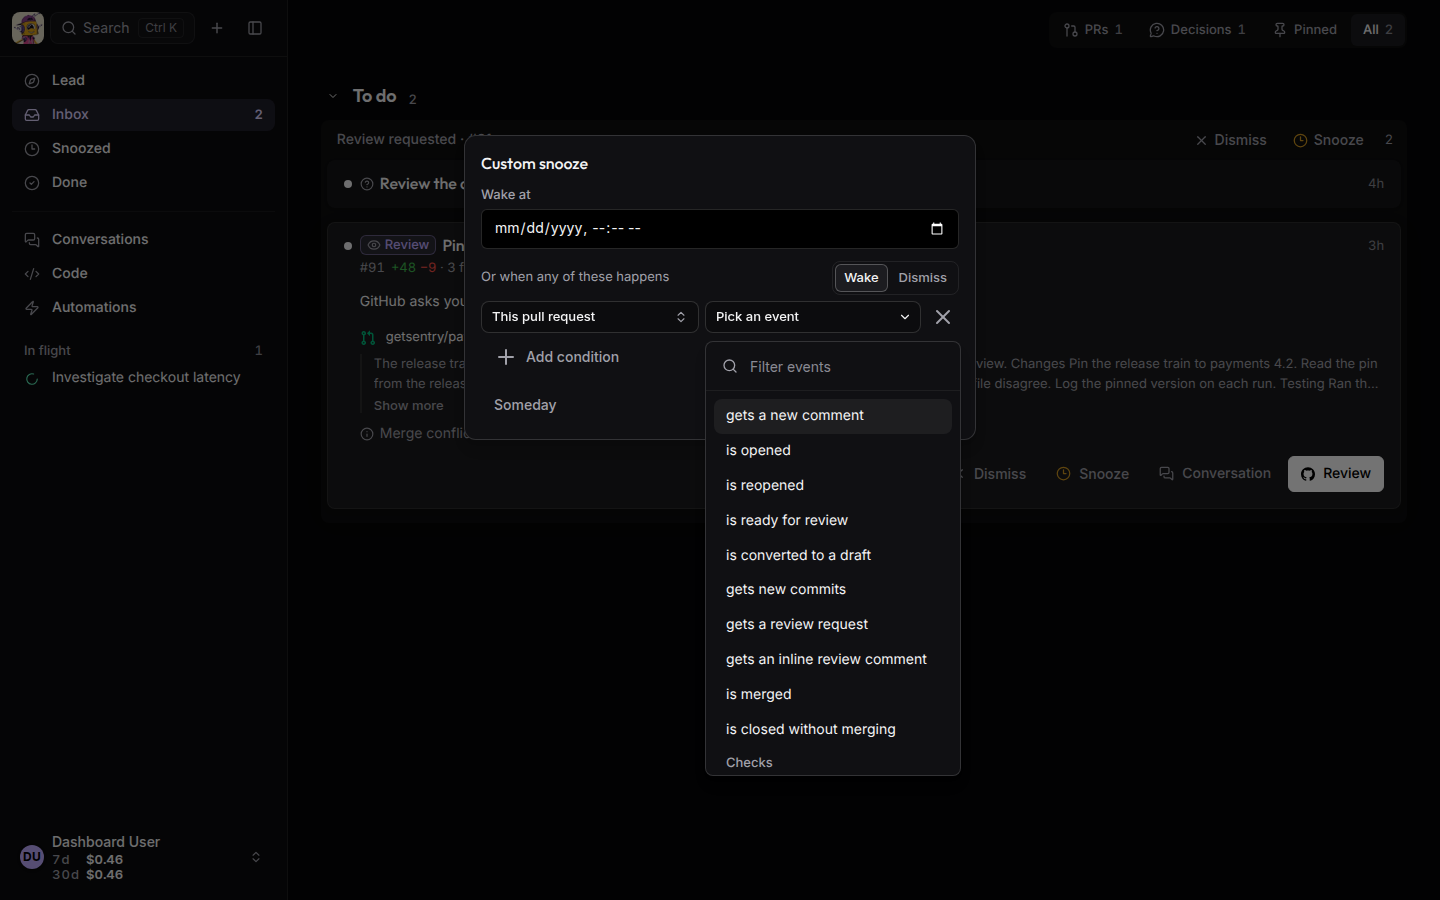 Search Ctrl K
PRs 1
Decisions 1
Pinned
All 2
Lead
Inbox 2
Snoozed
Done
Conversations
Code
Automations
In flight 1
Investigate checkout latency
Dashboard User
DU
7d $0.46
30d $0.46
To do 2
Review requested ·
Dismiss
Snooze
2
Review the
4h
Review
Pin
3h
#91 +48 −9 · 3 f
GitHub asks you
getsentry/pa
The release train
view. Changes Pin the release train to payments 4.2. Read the pin
from the releas
file disagree. Log the pinned version on each run. Testing Ran th...
Show more
Merge confli
Dismiss
Snooze
Conversation
Review
Custom snooze
Wake at
mm/dd/yyyy, --:-- --
Or when any of these happens
Wake
Dismiss
This pull request
Pick an event
Add condition
Someday
Filter events
gets a new comment
is opened
is reopened
is ready for review
is converted to a draft
gets new commits
gets a review request
gets an inline review comment
is merged
is closed without merging
Checks